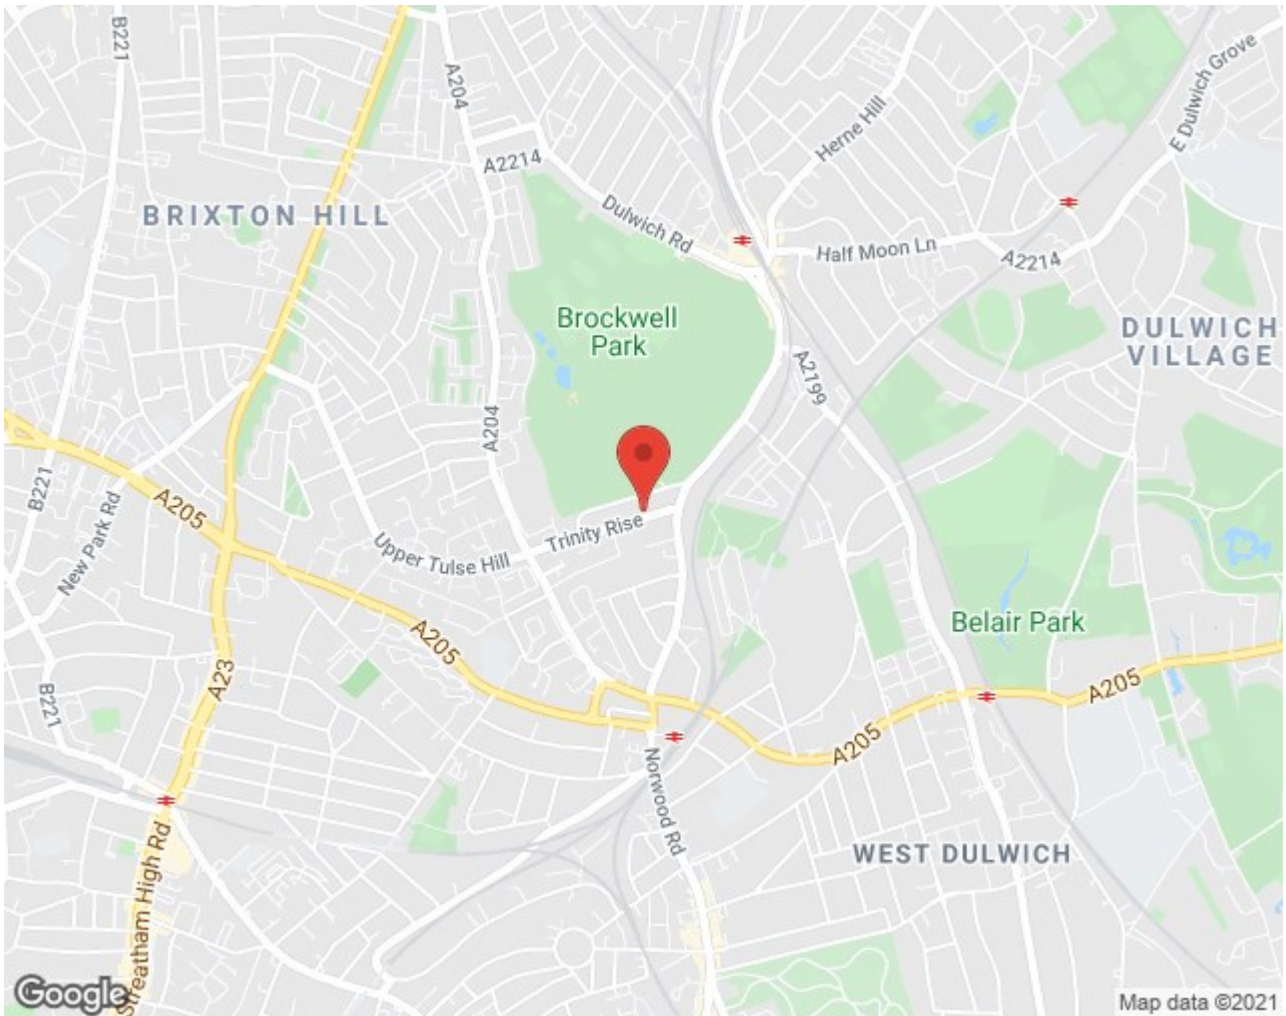 B221
A204
E Dulwich Grove
Herne Hill
A2214
BRIXTON HILL
Dulwich Rd
Half Moon Ln
A2214
Brockwell
Park
DULWICH
VILLAGE
A2199
A204
B221
A205
New Park Rd
Upper Tulse Hill
Trinity Rise
Belair Park
A205
A23
B221
A205
A205
Norwood Rd
WEST DULWICH
Streatham High Rd
Google
Map data ©2021